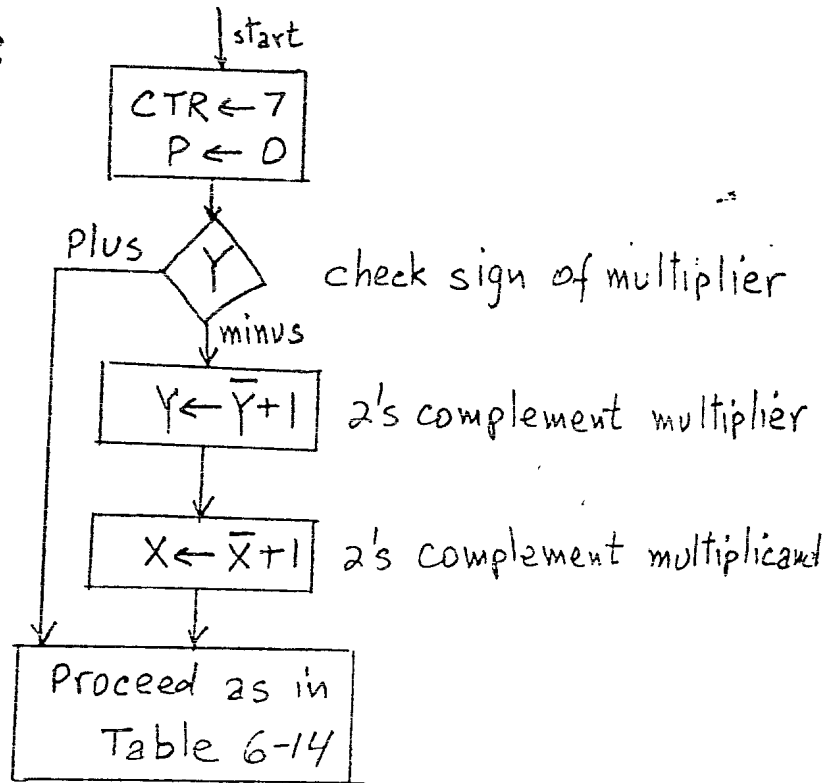 start
CTR ← 7
P ← 0
Plus
Y
check sign of multiplier
minus
Y ← Y̅ + 1
2's complement multiplier
X ← X̅ + 1
2's complement multiplicand
Proceed as in
Table 6-14